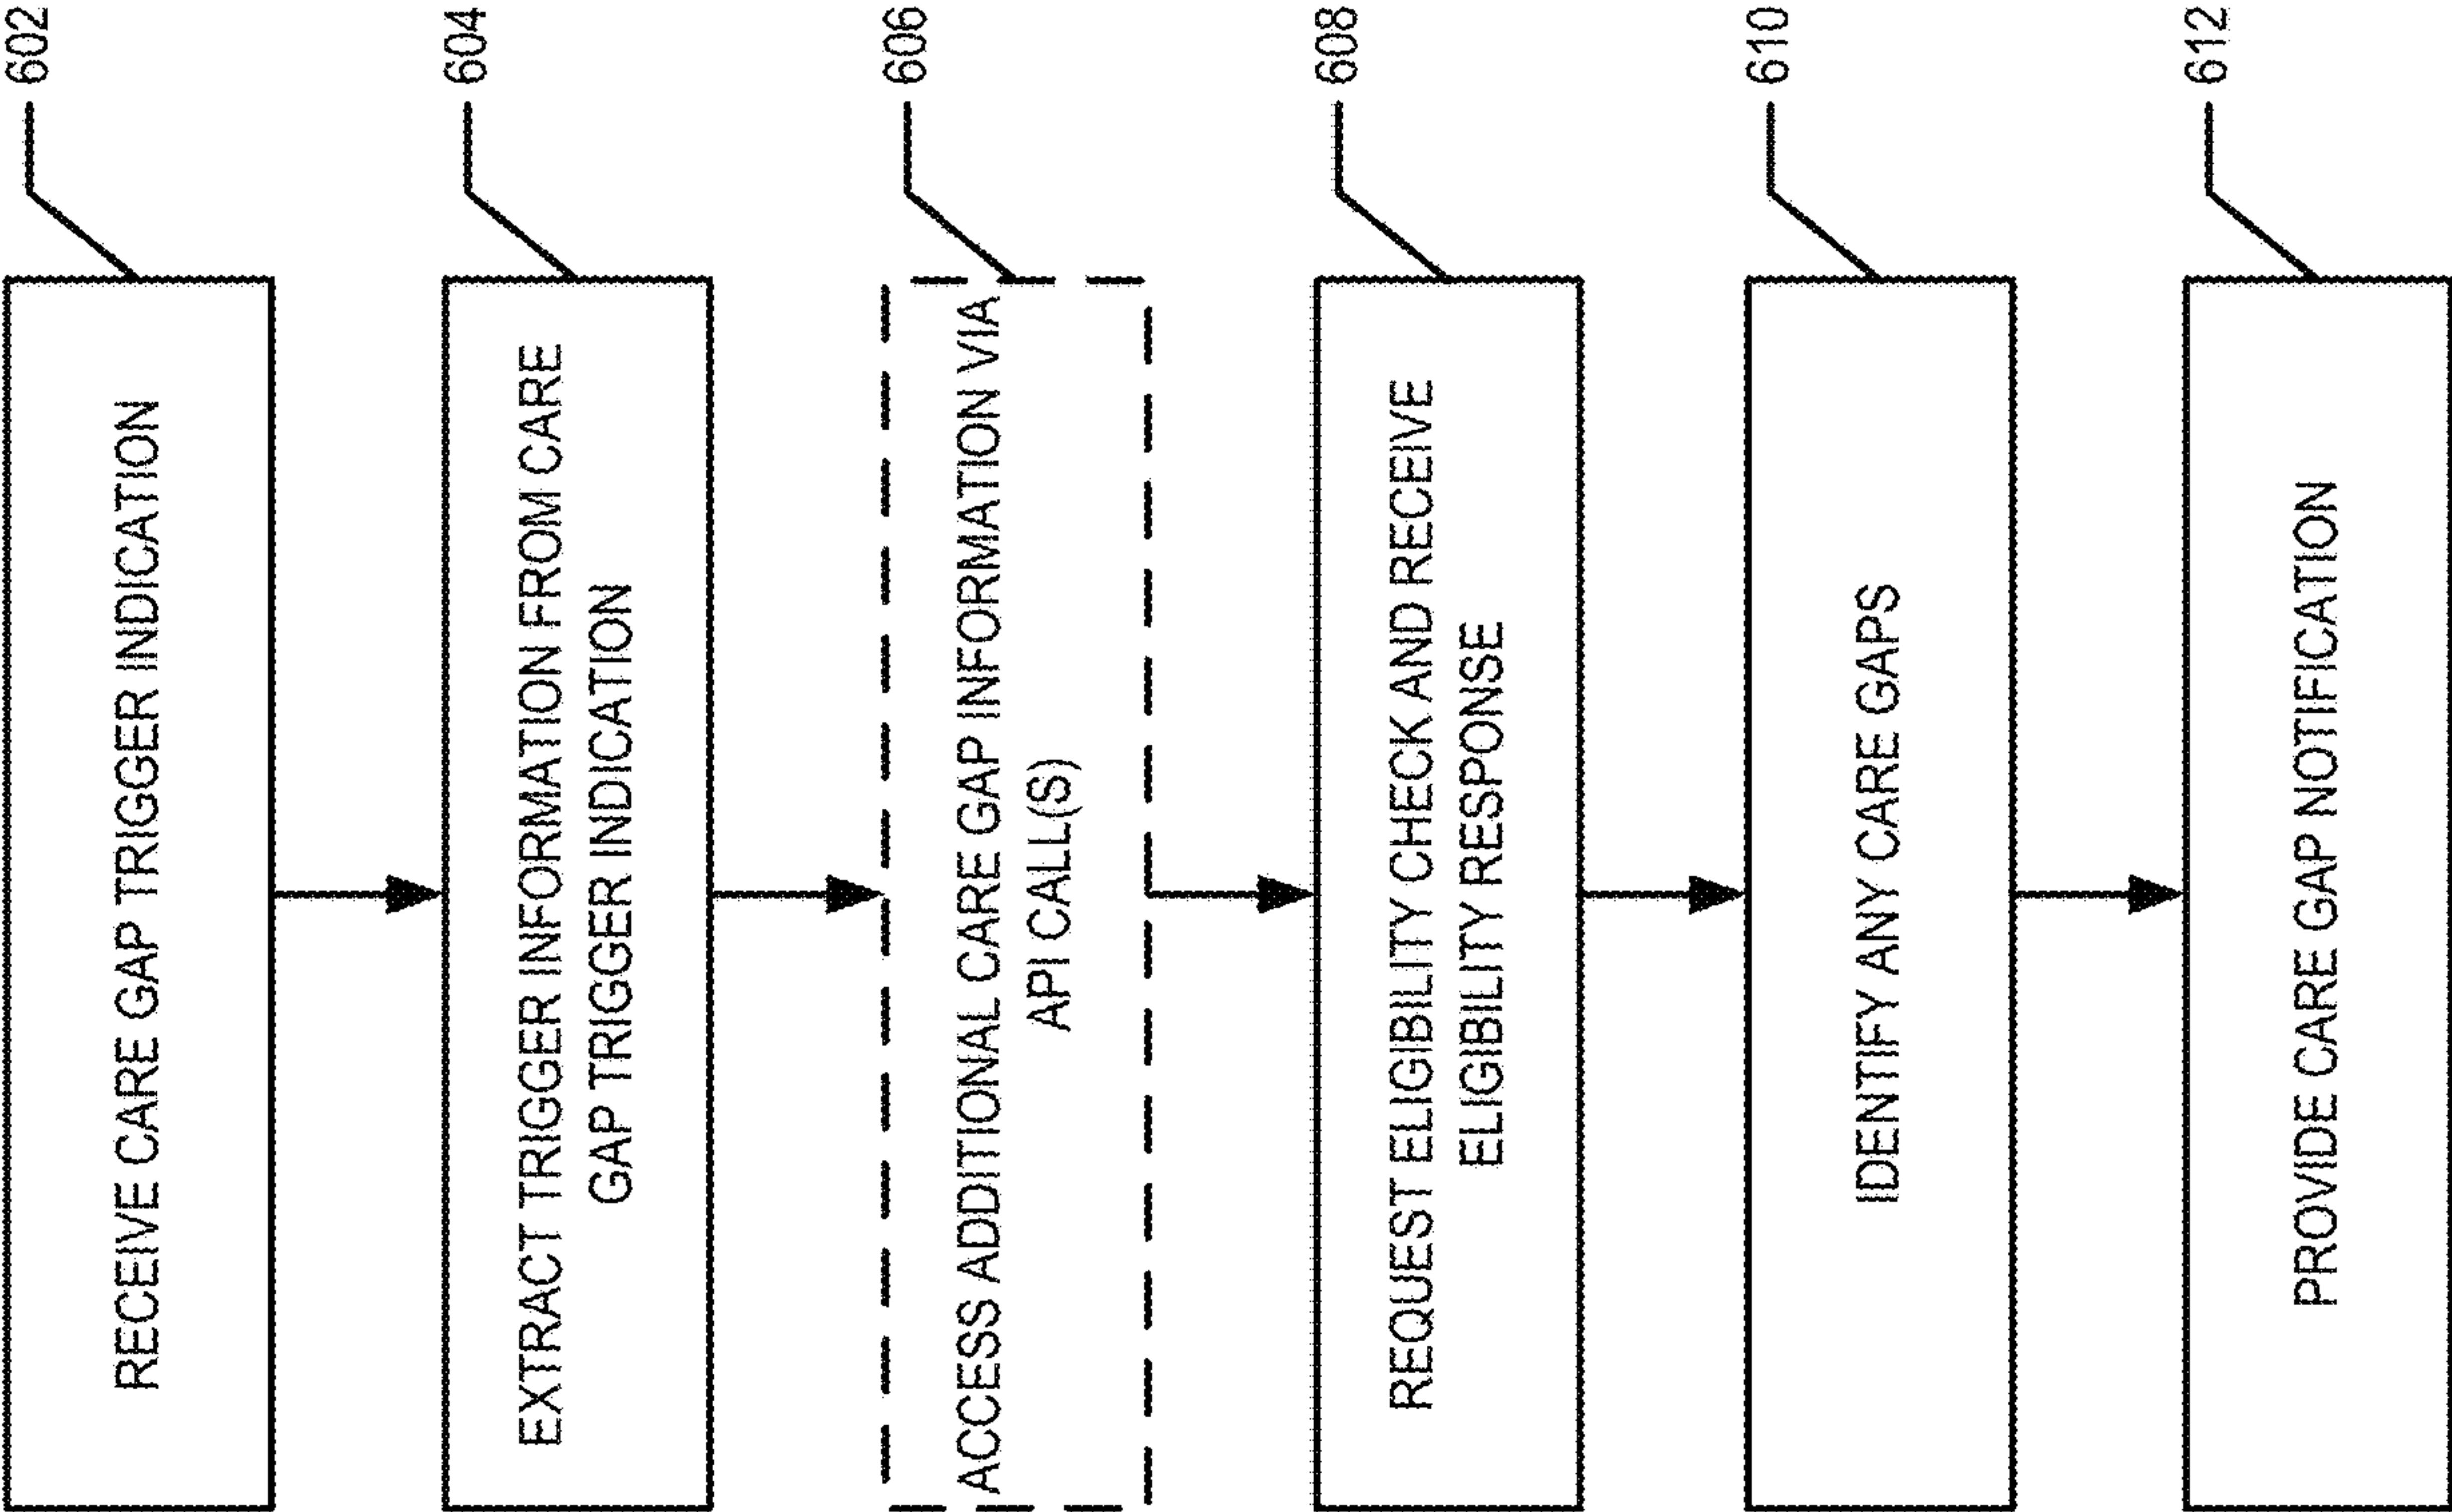 602
RECEIVE CARE GAP TRIGGER INDICATION
604
EXTRACT TRIGGER INFORMATION FROM CARE
GAP TRIGGER INDICATION
606
ACCESS ADDITIONAL CARE GAP INFORMATION VIA
API CALL(S)
608
REQUEST ELIGIBILITY CHECK AND RECEIVE
ELIGIBILITY RESPONSE
610
IDENTIFY ANY CARE GAPS
612
PROVIDE CARE GAP NOTIFICATION